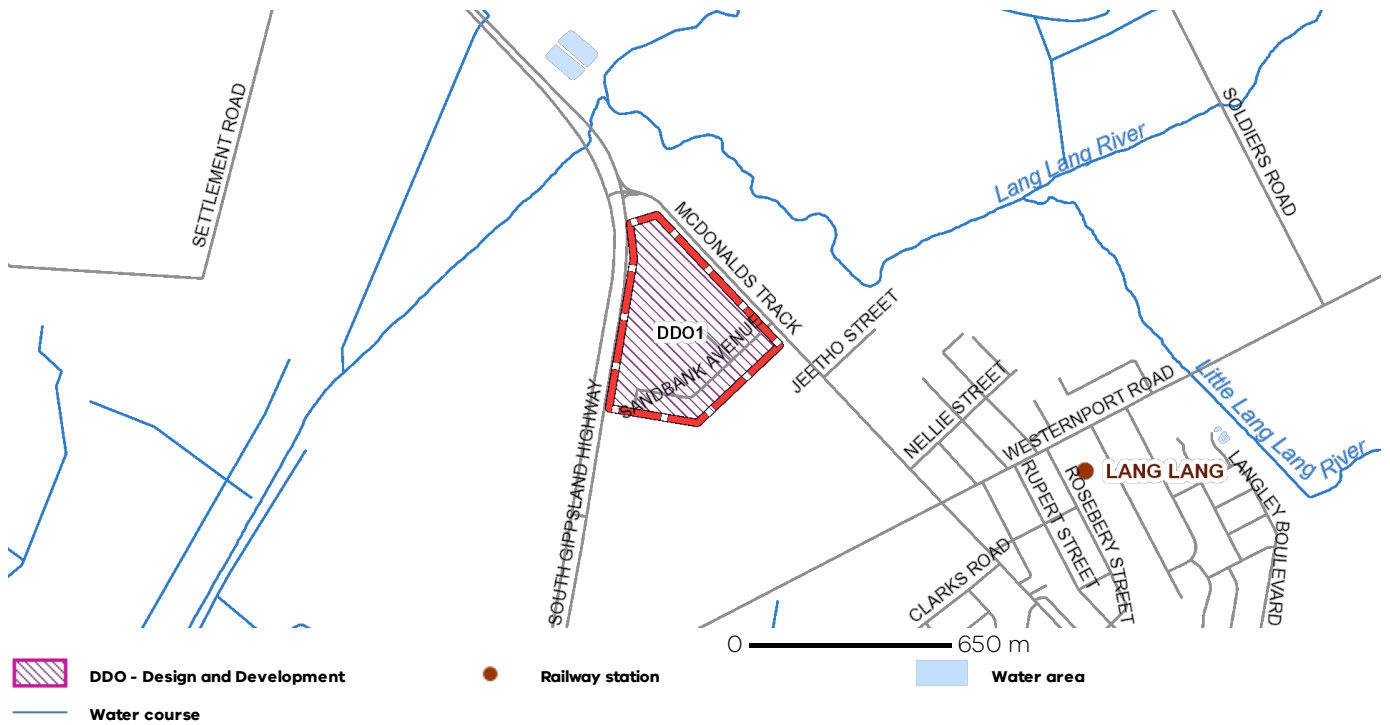 SETTLEMENT ROAD
SOLDIERS ROAD
Lang Lang River
MCDONALDS TRACK
DDO1
JEETHO STREET
SANDBANK AVENUE
Little Lang Lang River
NELLIE STREET
WESTERNPORT ROAD
SOUTH GIPPSLAND HIGHWAY
LANG LANG
RUPERT STREET
ROSEBERY STREET
LANGLEY BOULEVARD
CLARKS ROAD
0 650 m
DDO - Design and Development
Railway station
Water area
Water course